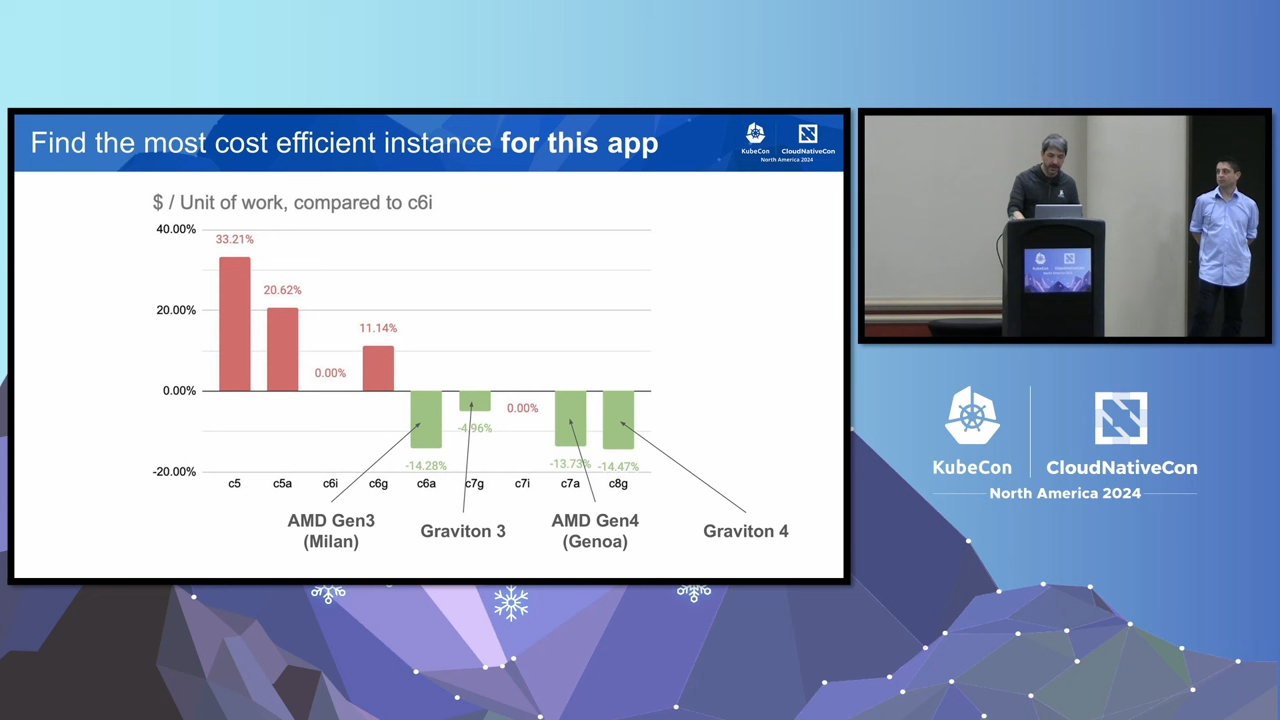 Find the most cost efficient instance for this app
KubeCon
CloudNativeCon
North America 2024
$ / Unit of work, compared to c6i
40.00%
33.21%
20.62%
20.00%
11.14%
0.00%
0.00%
0.00%
-4.96%
-14.28%
-13.73%
-14.47%
-20.00%
c5 c5a c6i c6g c6a c7g c7i c7a c8g
AMD Gen3
(Milan)
Graviton 3
AMD Gen4
(Genoa)
Graviton 4
KubeCon
CloudNativeCon
North America 2024